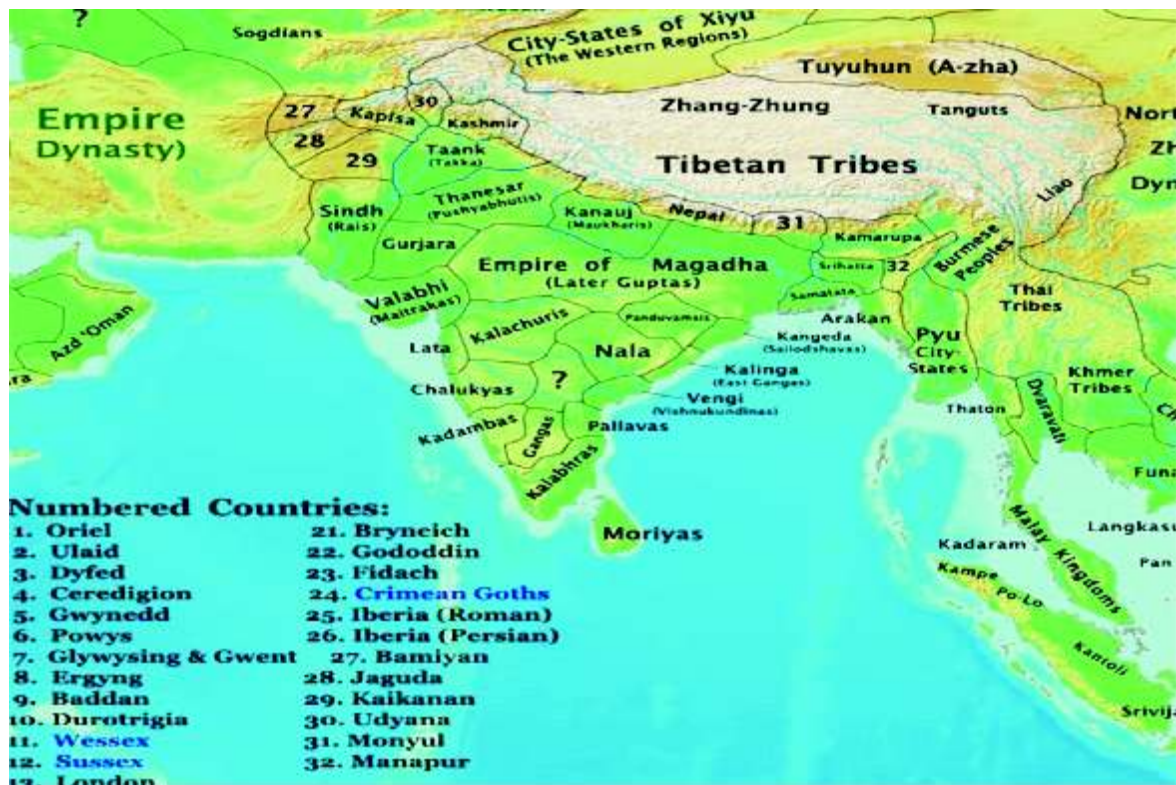 ?
Sogdians
City-States of Xiyu
(The Western Regions)
Tuyuhun (A-zha)
Zhang-Zhung
Tanguts
Tibetan Tribes
Liao
Empire
Dynasty)
27
Kapisa
30
Kashmir
28
29
Taank
(Takka)
Thanesar
(Pushyabhutis)
Sindh
(Rais)
Kanauj
(Maukharis)
Nepal
31
Gurjara
Kamarupa
Empire of Magadha
(Later Guptas)
Srihatta
32
Burmese
Peoples
Samatata
Valabhi
(Maitrakas)
Azd 'Oman
Kalachuris
Panduvamsis
Arakan
Thai
Tribes
Lata
Nala
Kangeda
(Sailodshavas)
Pyu
City-
States
Chalukyas
?
Kalinga
(East Gangas)
Khmer
Tribes
Vengi
(Vishnukundinas)
Thaton
Dvaravati
Kadambas
Gangas
Pallavas
Kalabhras
Moriyas
Malay Kingdoms
Kadaram
Kampe
Po-Lo
Pan
Kantoli
Numbered Countries:
1. Oriel
2. Ulaid
3. Dyfed
4. Ceredigion
5. Gwynedd
6. Powys
7. Glywysing & Gwent
8. Ergyng
9. Baddan
10. Durotrigia
11. Wessex
12. Sussex
13. London
21. Bryneich
22. Gododdin
23. Fidach
24. Crimean Goths
25. Iberia (Roman)
26. Iberia (Persian)
27. Bamiyan
28. Jaguda
29. Kaikanan
30. Udyana
31. Monyul
32. Manapur